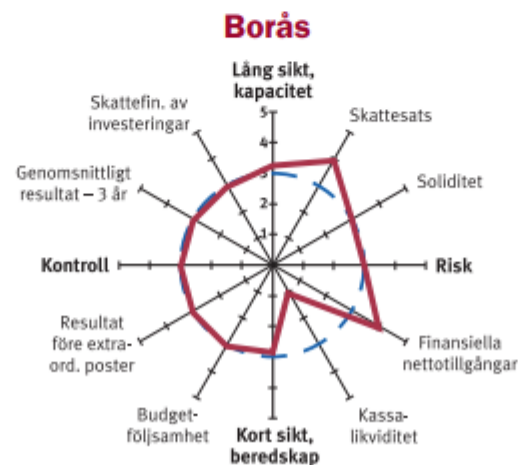 Borås
Lång sikt,
kapacitet
Skattefin. av
investeringar
Skattesats
Genomsnittligt
resultat – 3 år
Soliditet
5
4
3
2
1
Kontroll
Risk
Resultat
före extra-
ord. poster
Finansiella
nettotillgångar
Budget-
följsamhet
Kassa-
likviditet
Kort sikt,
beredskap